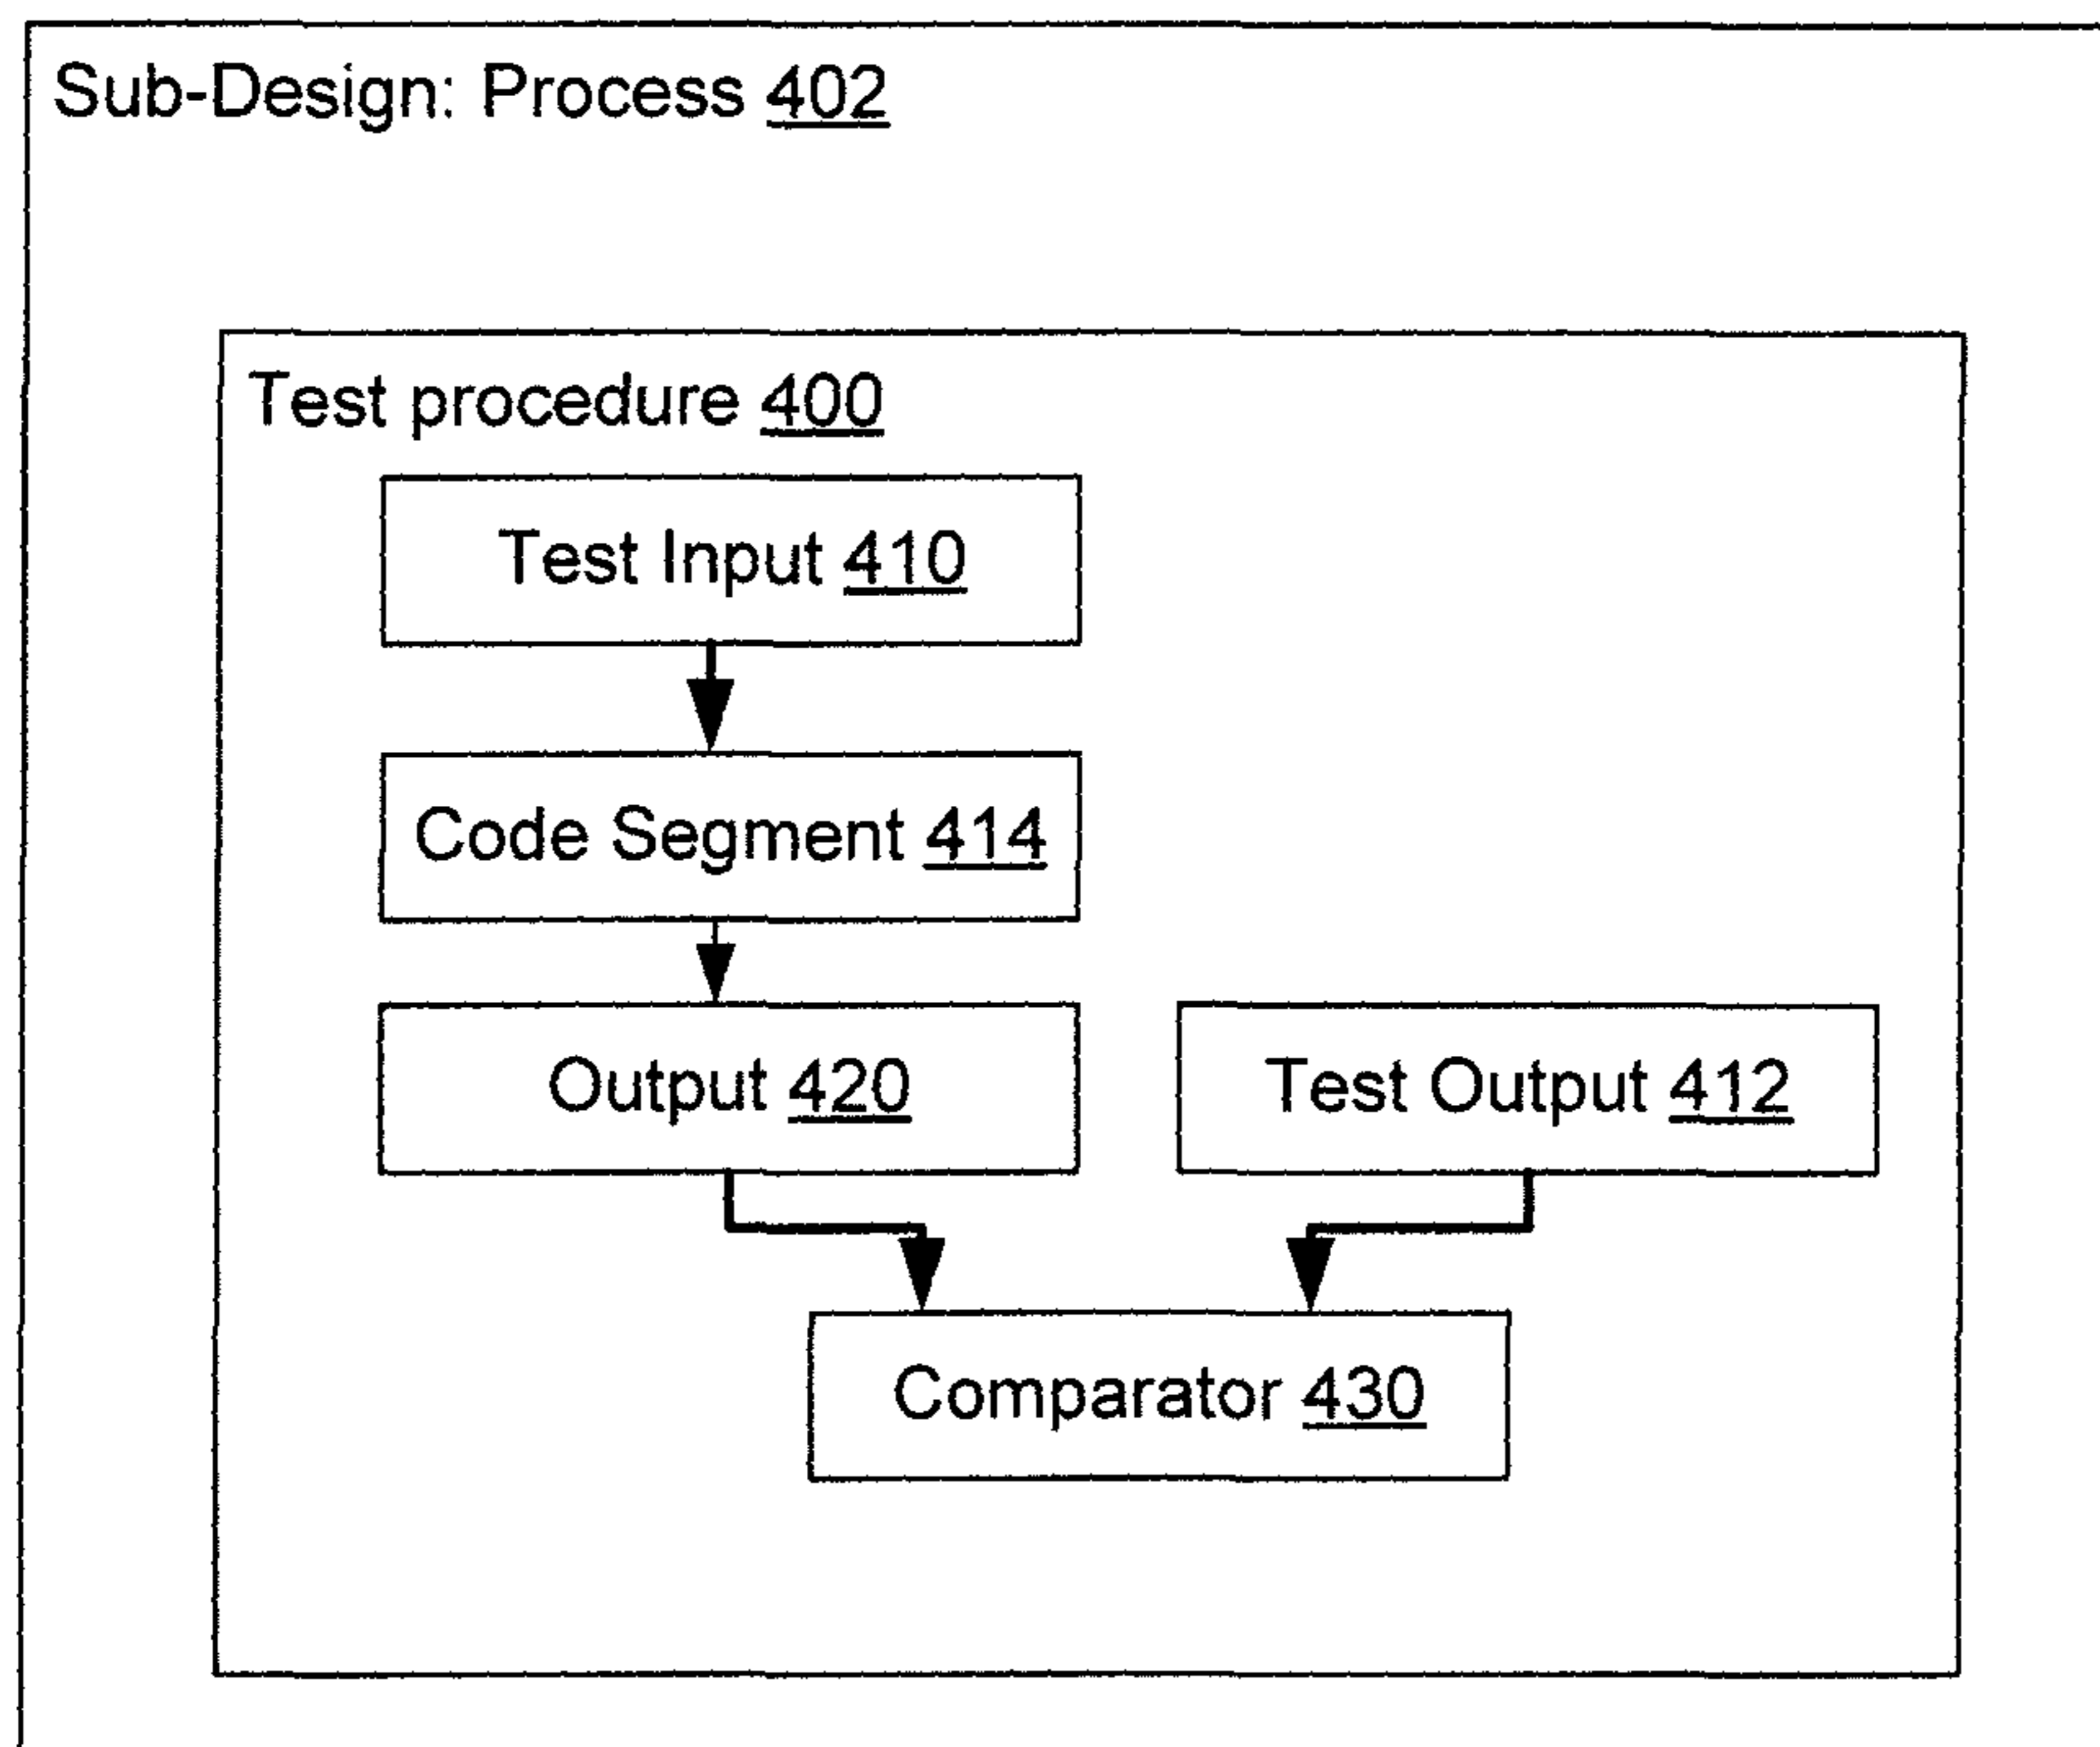 Sub-Design: Process 402
Test procedure 400
Test Input 410
Code Segment 414
Output 420
Test Output 412
Comparator 430